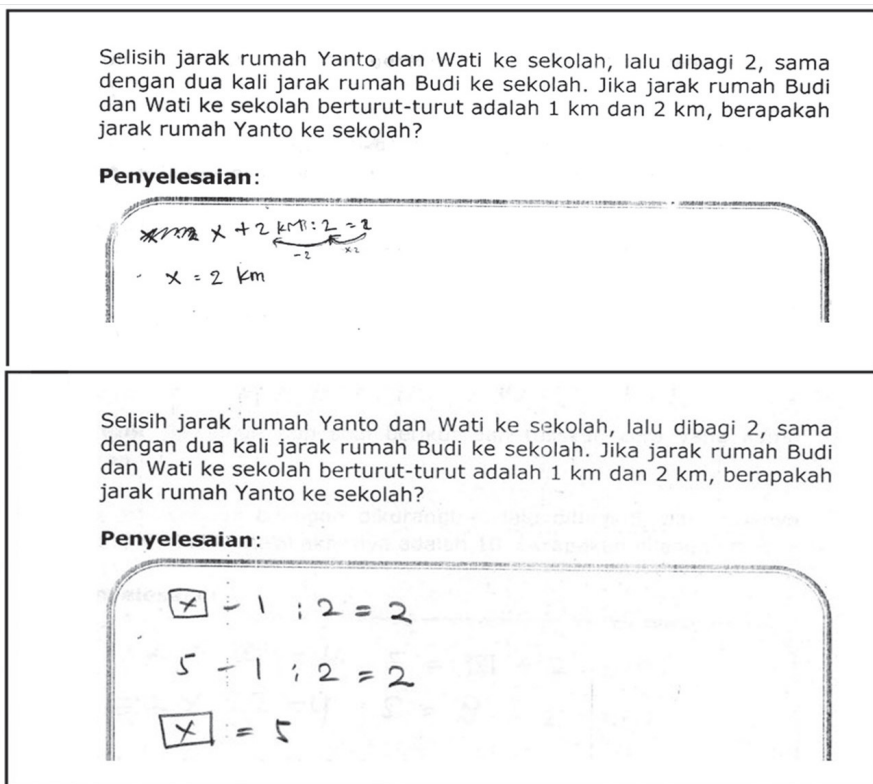 Selisih jarak rumah Yanto dan Wati ke sekolah, lalu dibagi 2, sama
dengan dua kali jarak rumah Budi ke sekolah. Jika jarak rumah Budi
dan Wati ke sekolah berturut-turut adalah 1 km dan 2 km, berapakah
jarak rumah Yanto ke sekolah?
Penyelesaian:
x + 2 km : 2 = 2
-2 x2
x = 2 km
Selisih jarak rumah Yanto dan Wati ke sekolah, lalu dibagi 2, sama
dengan dua kali jarak rumah Budi ke sekolah. Jika jarak rumah Budi
dan Wati ke sekolah berturut-turut adalah 1 km dan 2 km, berapakah
jarak rumah Yanto ke sekolah?
Penyelesaian:
x - 1 : 2 = 2
5 - 1 : 2 = 2
x = 5